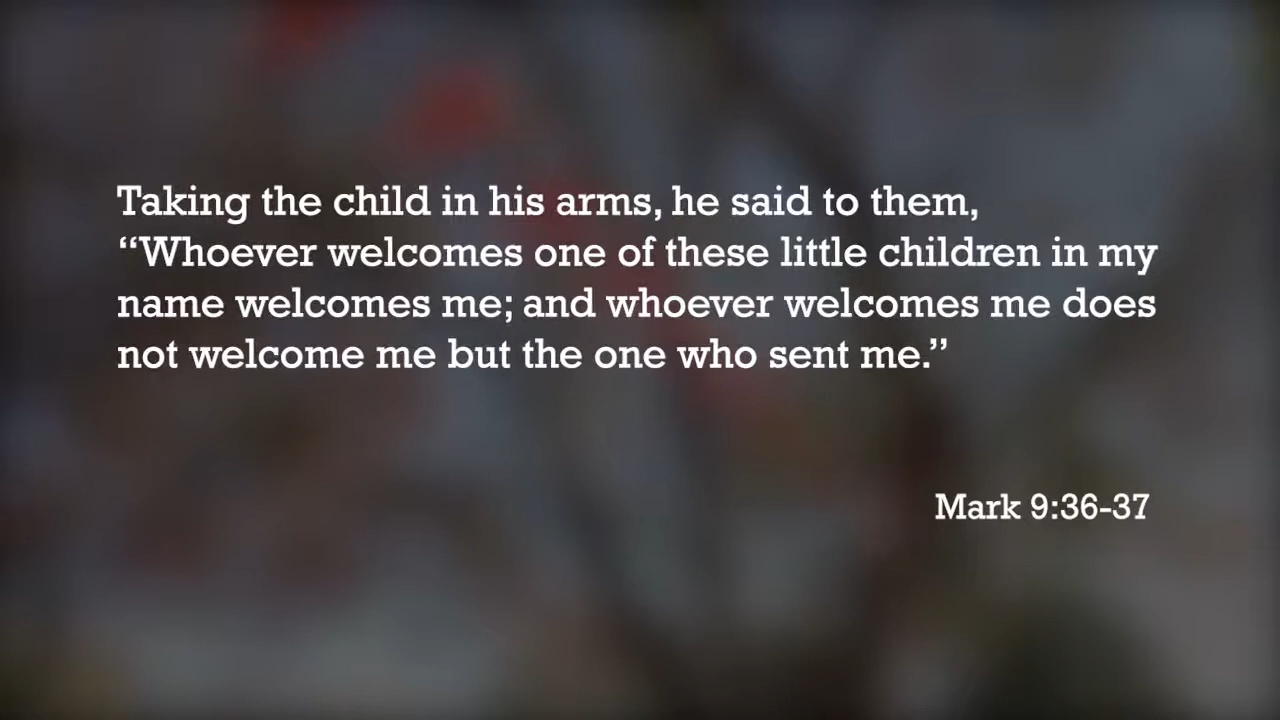 Taking the child in his arms, he said to them,
“Whoever welcomes one of these little children in my
name welcomes me; and whoever welcomes me does
not welcome me but the one who sent me.”
Mark 9:36-37